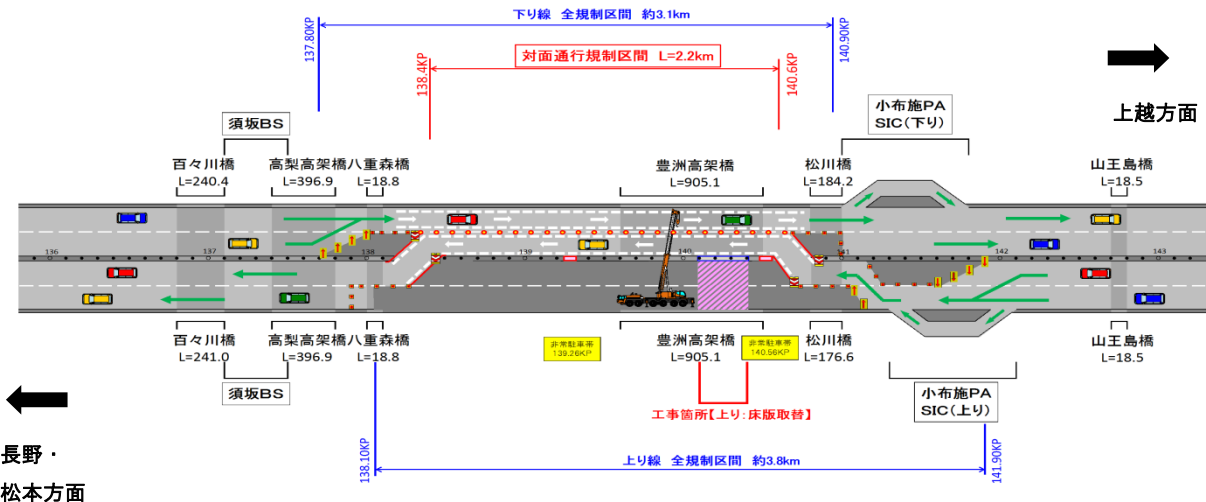 下り線 全規制区間 約3.1km
137.80KP
140.90KP
対面通行規制区間 L=2.2km
138.4KP
140.6KP
上越方面
小布施PA
SIC(下り)
須坂BS
百々川橋
L=240.4
高梨高架橋
L=396.9
八重森橋
L=18.8
豊洲高架橋
L=905.1
松川橋
L=184.2
山王島橋
L=18.5
136
137
138
139
140
141
142
143
百々川橋
L=241.0
高梨高架橋
L=396.9
八重森橋
L=18.8
非常駐車帯
139.26KP
豊洲高架橋
L=905.1
非常駐車帯
140.56KP
松川橋
L=176.6
山王島橋
L=18.5
須坂BS
小布施PA
SIC(上り)
工事箇所【上り:床版取替】
長野・
松本方面
138.10KP
上り線 全規制区間 約3.8km
141.90KP